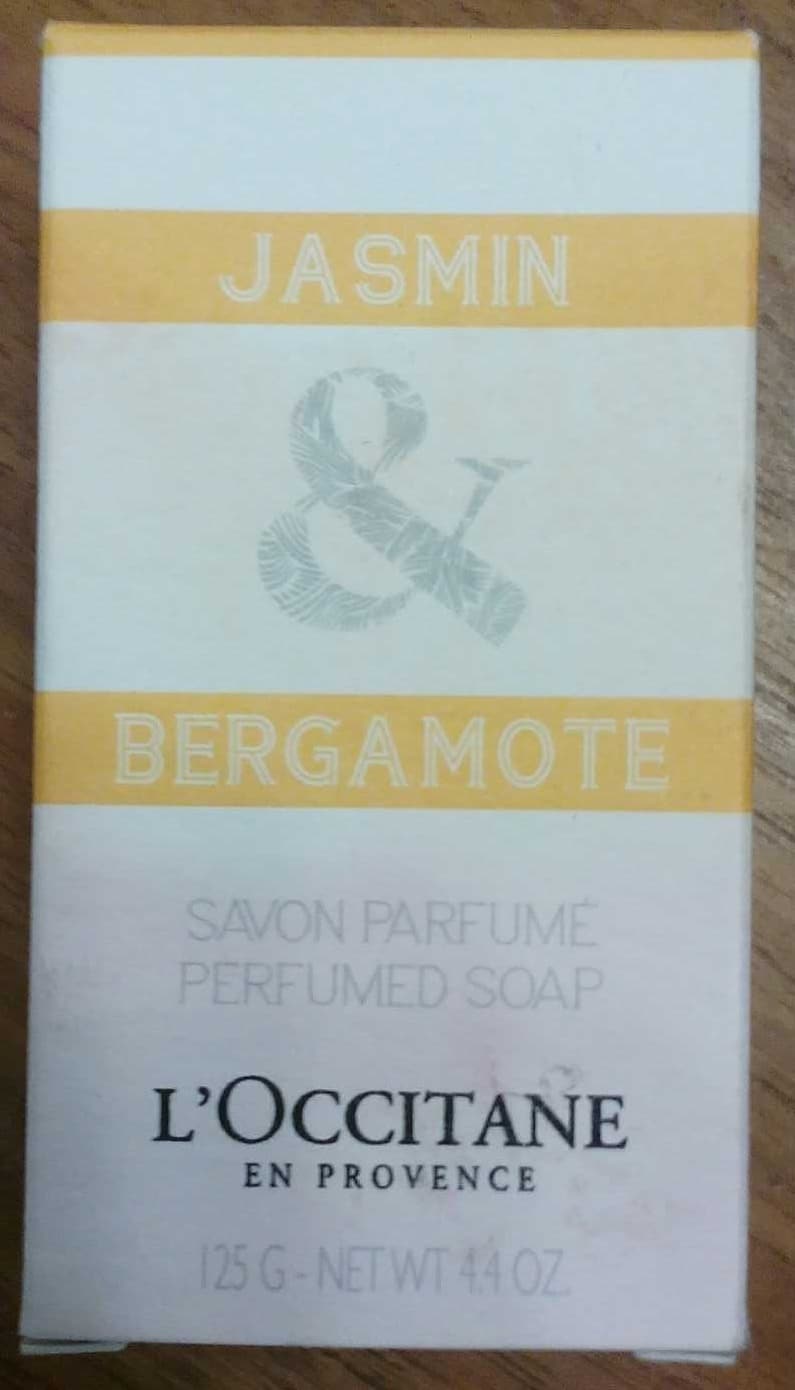 JASMIN
&
BERGAMOTE
SAVON PARFUMÉ
PERFUMED SOAP
L'OCCITANE
EN PROVENCE
125 G - NET WT 4.4 OZ.